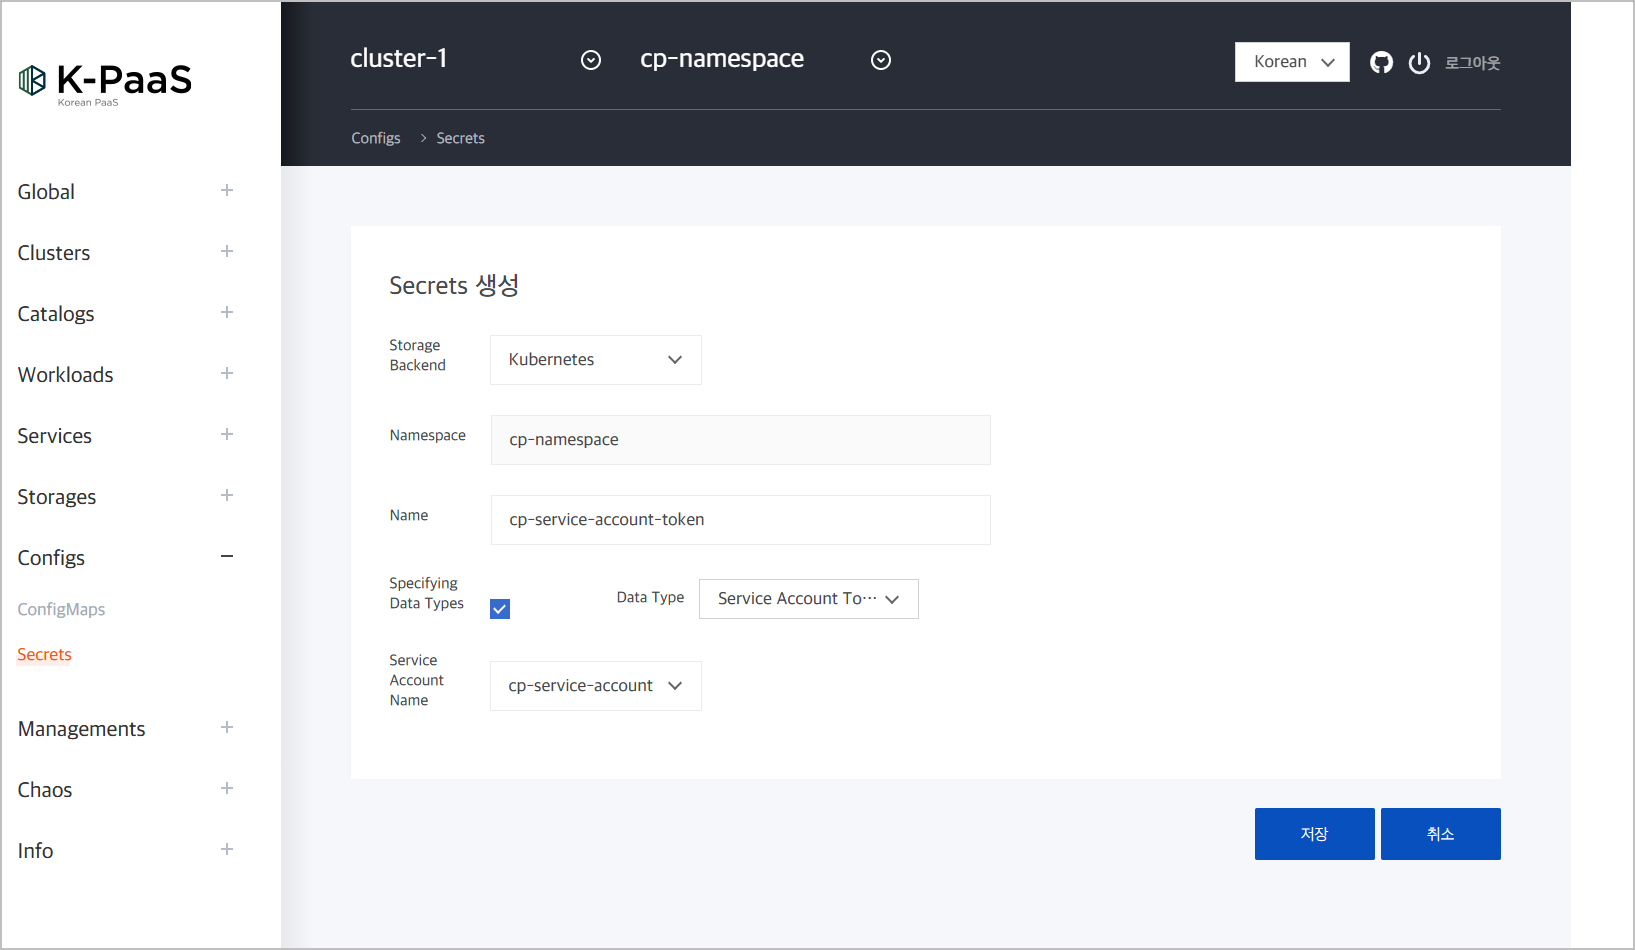 K-PaaS
Korean PaaS
Global
Clusters
Catalogs
Workloads
Services
Storages
Configs
ConfigMaps
Secrets
Managements
Chaos
Info
cluster-1
cp-namespace
Korean
로그아웃
Configs > Secrets
Secrets 생성
Storage
Backend
Kubernetes
Namespace
cp-namespace
Name
cp-service-account-token
Specifying
Data Types
Data Type
Service Account To…
Service
Account
Name
cp-service-account
저장
취소